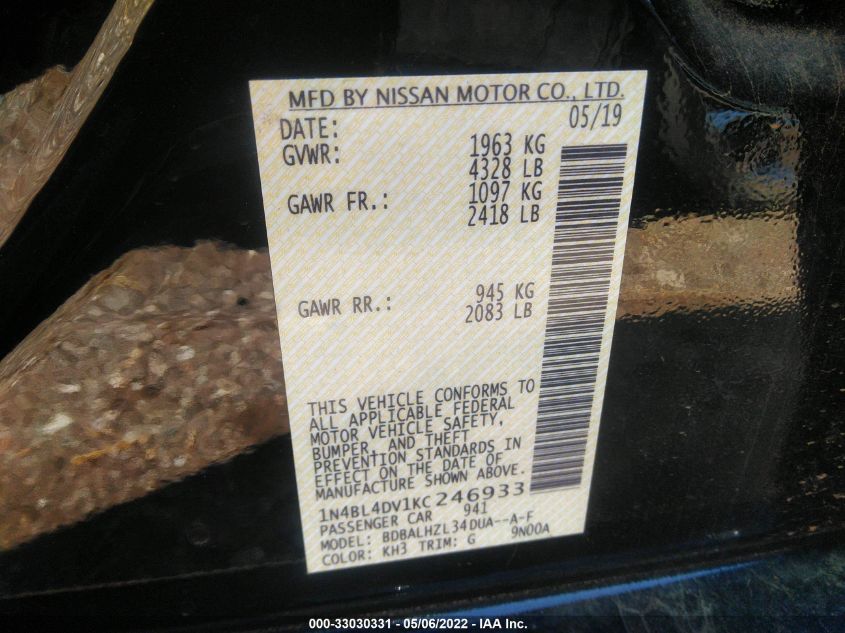 MFD BY NISSAN MOTOR CO., LTD.
DATE: 05/19
GVWR: 1963 KG
4328 LB
GAWR FR.: 1097 KG
2418 LB
GAWR RR.: 945 KG
2083 LB
THIS VEHICLE CONFORMS TO
ALL APPLICABLE FEDERAL
MOTOR VEHICLE SAFETY,
BUMPER, AND THEFT
PREVENTION STANDARDS IN
EFFECT ON THE DATE OF
MANUFACTURE SHOWN ABOVE.
1N4BL4DV1KC246933
PASSENGER CAR 941
MODEL: BDBALHZL34DUA--A-F
COLOR: KH3 TRIM: G 9N00A
000-33030331 - 05/06/2022 - IAA Inc.